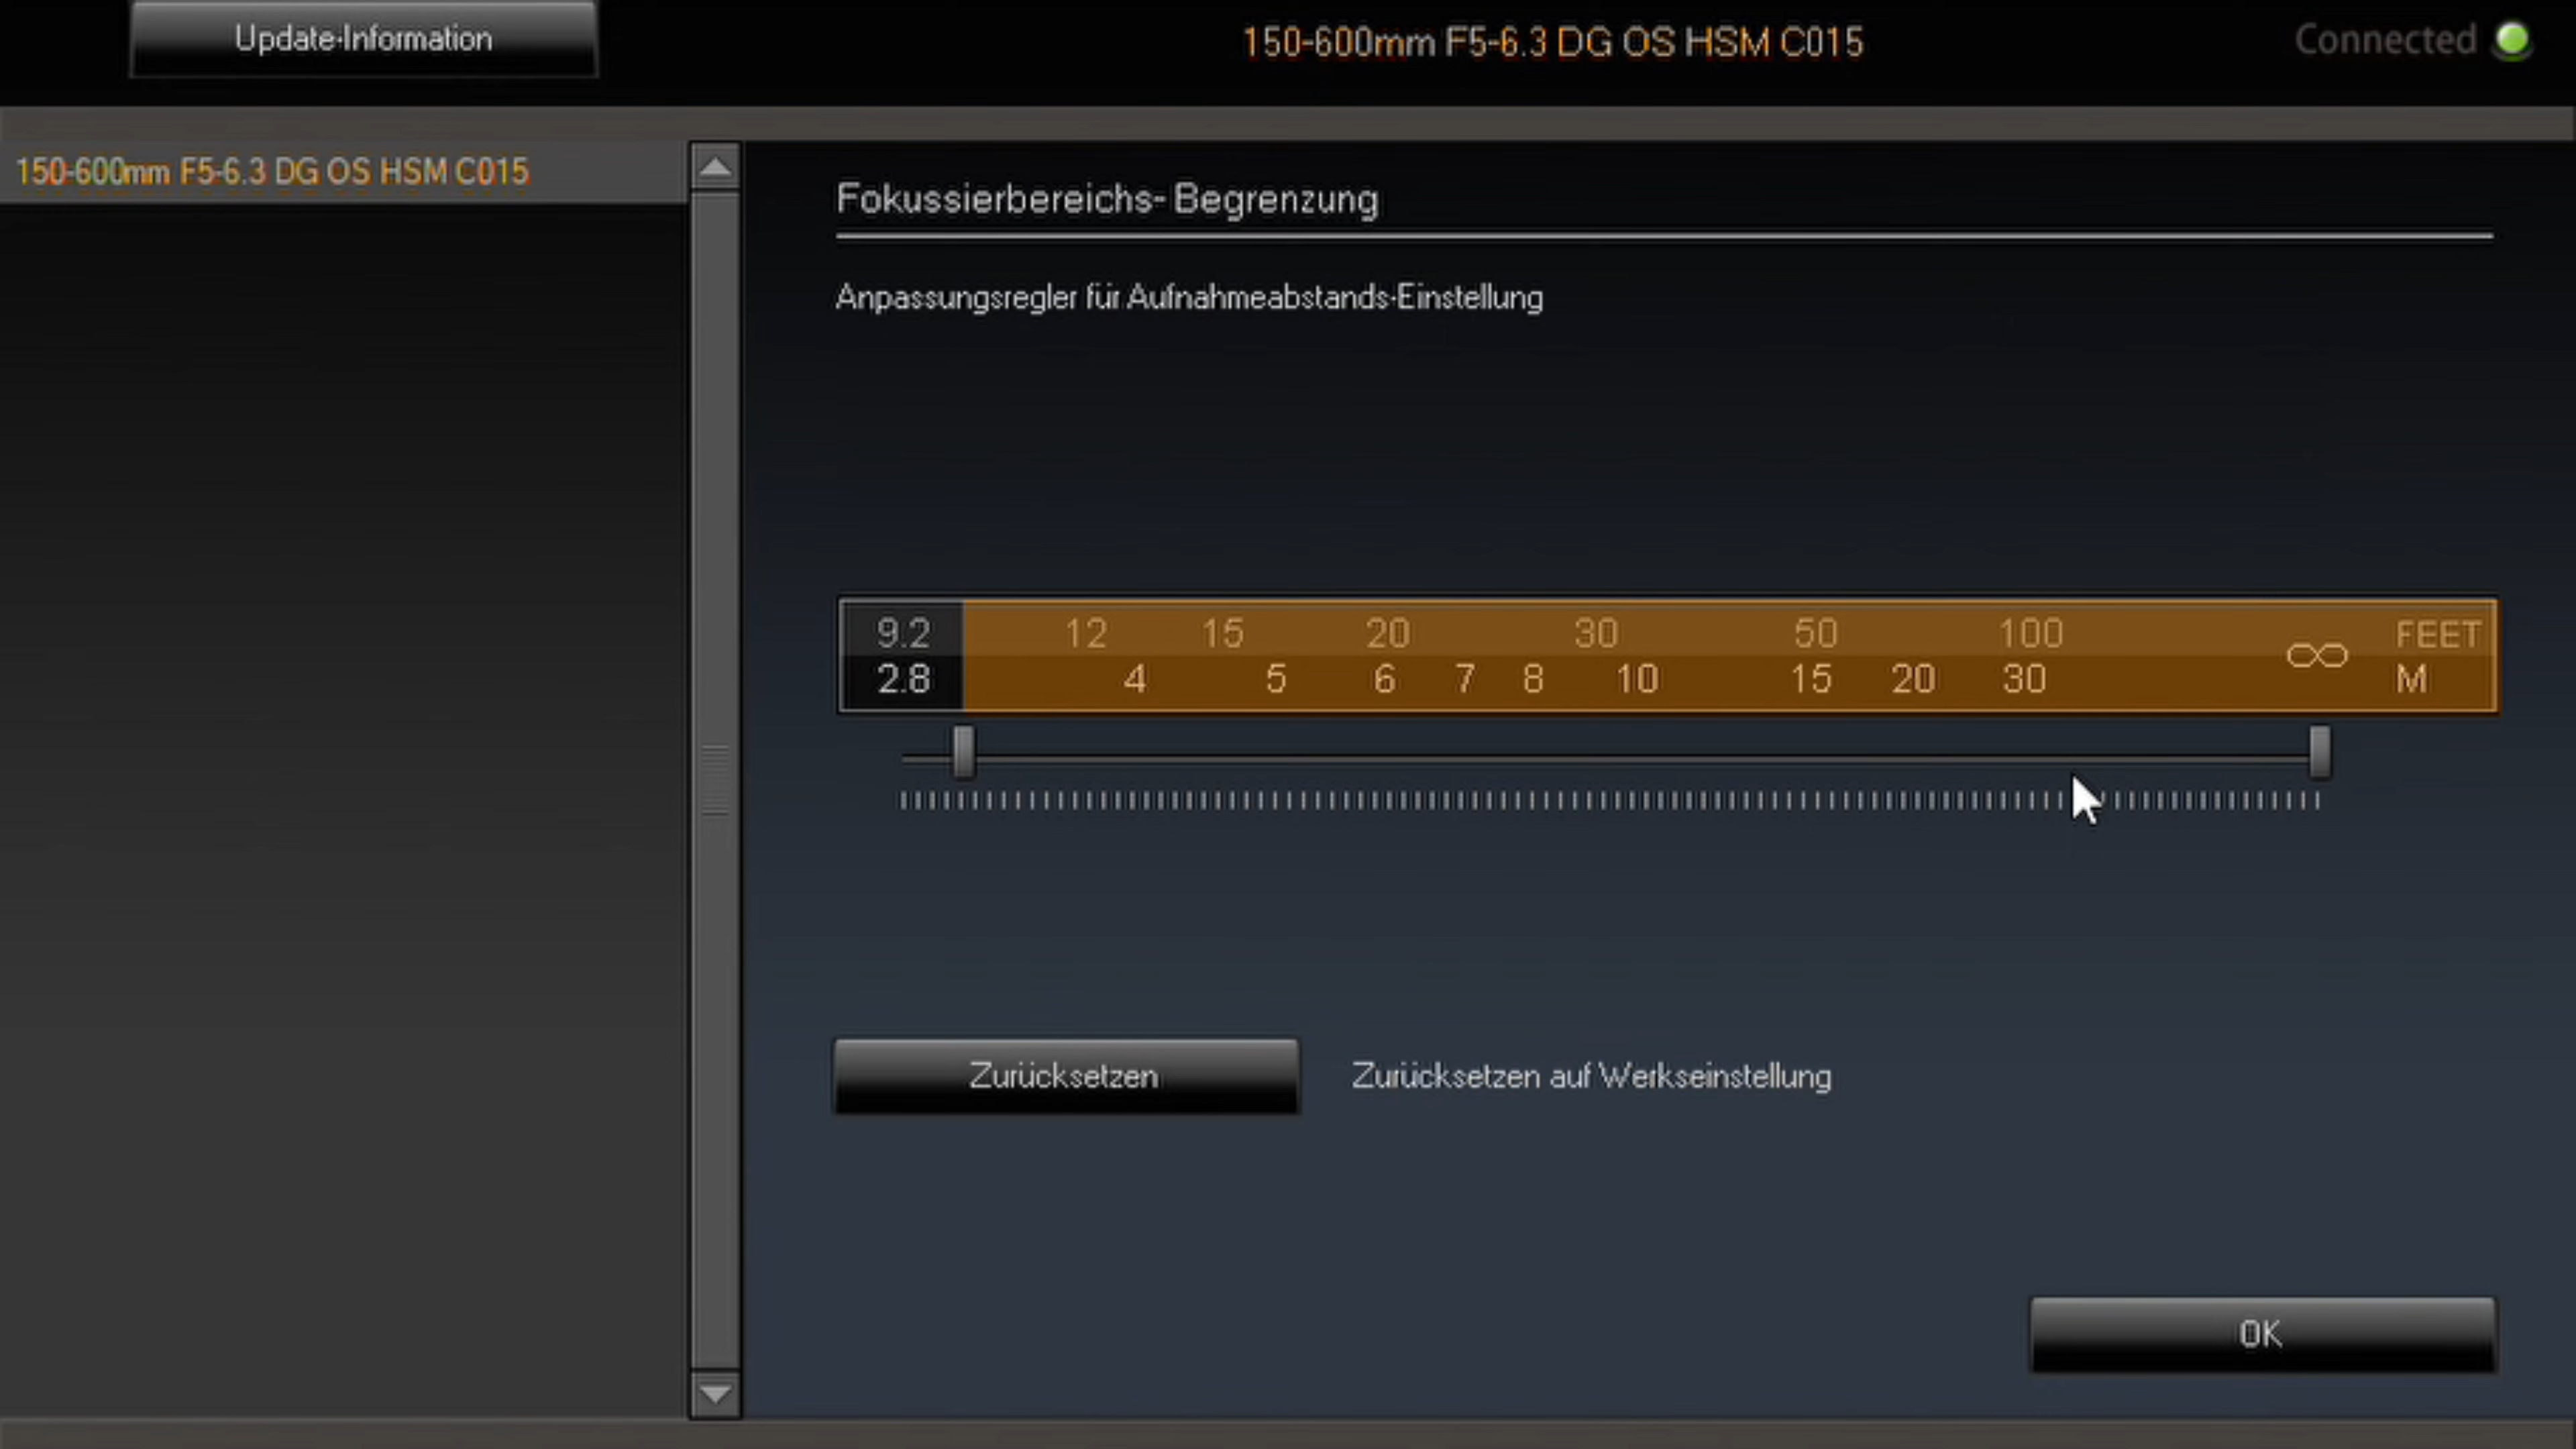 Update-Information
150-600mm F5-6.3 DG OS HSM C015
Connected
150-600mm F5-6.3 DG OS HSM C015
Fokussierbereichs- Begrenzung
Anpassungsregler für Aufnahmeabstands-Einstellung
9.2 12 15 20 30 50 100 ∞ FEET
2.8 4 5 6 7 8 10 15 20 30 M
Zurücksetzen
Zurücksetzen auf Werkseinstellung
OK